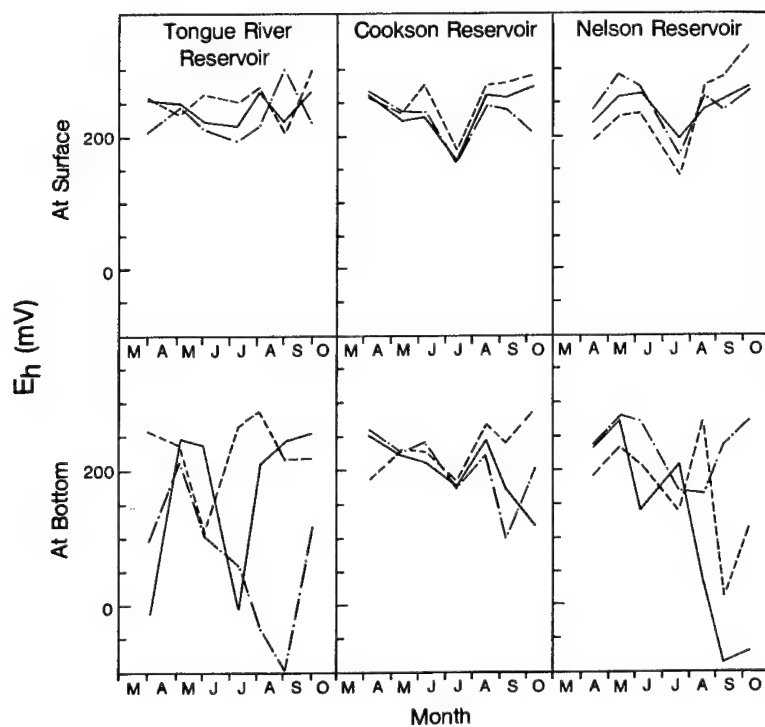 Tongue River
Reservoir
Cookson Reservoir
Nelson Reservoir
At Surface
200
0
M A M J J A S O
M A M J J A S O
M A M J J A S O
Eh (mV)
At Bottom
200
0
M A M J J A S O
M A M J J A S O
M A M J J A S O
Month